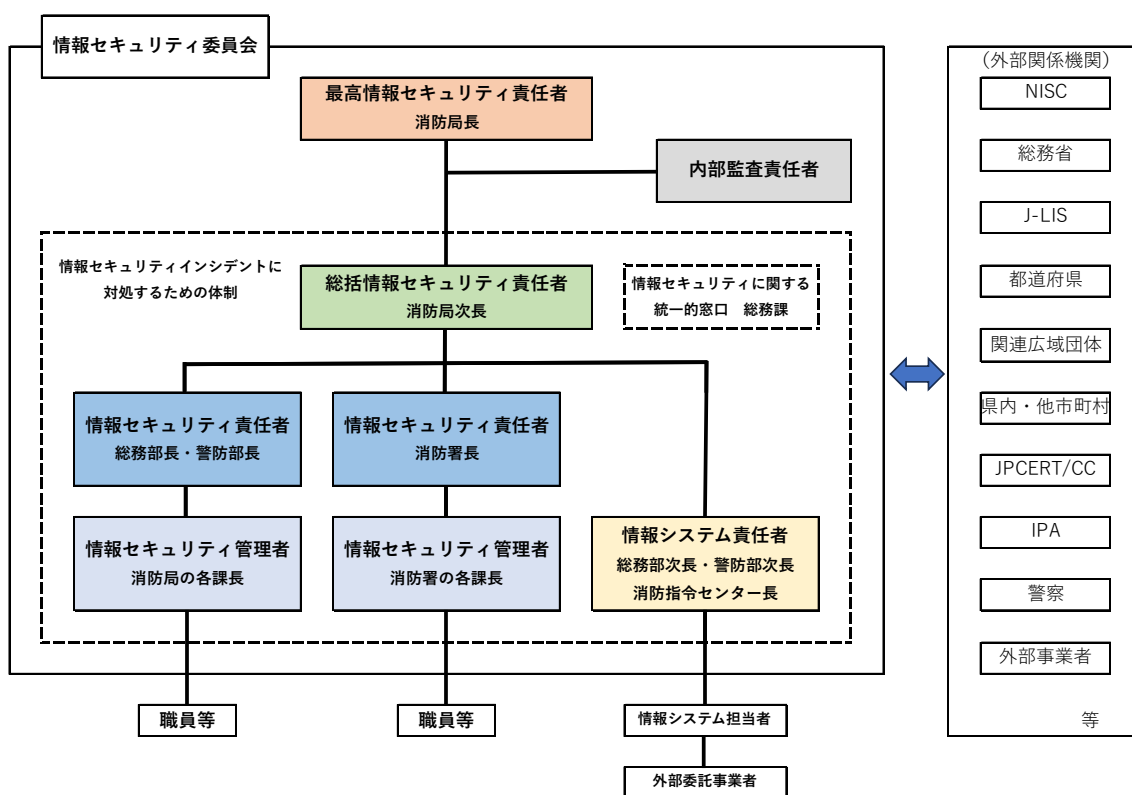 情報セキュリティ委員会
最高情報セキュリティ責任者
消防局長
内部監査責任者
情報セキュリティインシデントに
対処するための体制
総括情報セキュリティ責任者
消防局次長
情報セキュリティに関する
統一的窓口　総務課
情報セキュリティ責任者
総務部長・警防部長
情報セキュリティ責任者
消防署長
情報セキュリティ管理者
消防局の各課長
情報セキュリティ管理者
消防署の各課長
情報システム責任者
総務部次長・警防部次長
消防指令センター長
職員等
職員等
情報システム担当者
外部委託事業者
（外部関係機関）
NISC
総務省
J-LIS
都道府県
関連広域団体
県内・他市町村
JPCERT/CC
IPA
警察
外部事業者
等